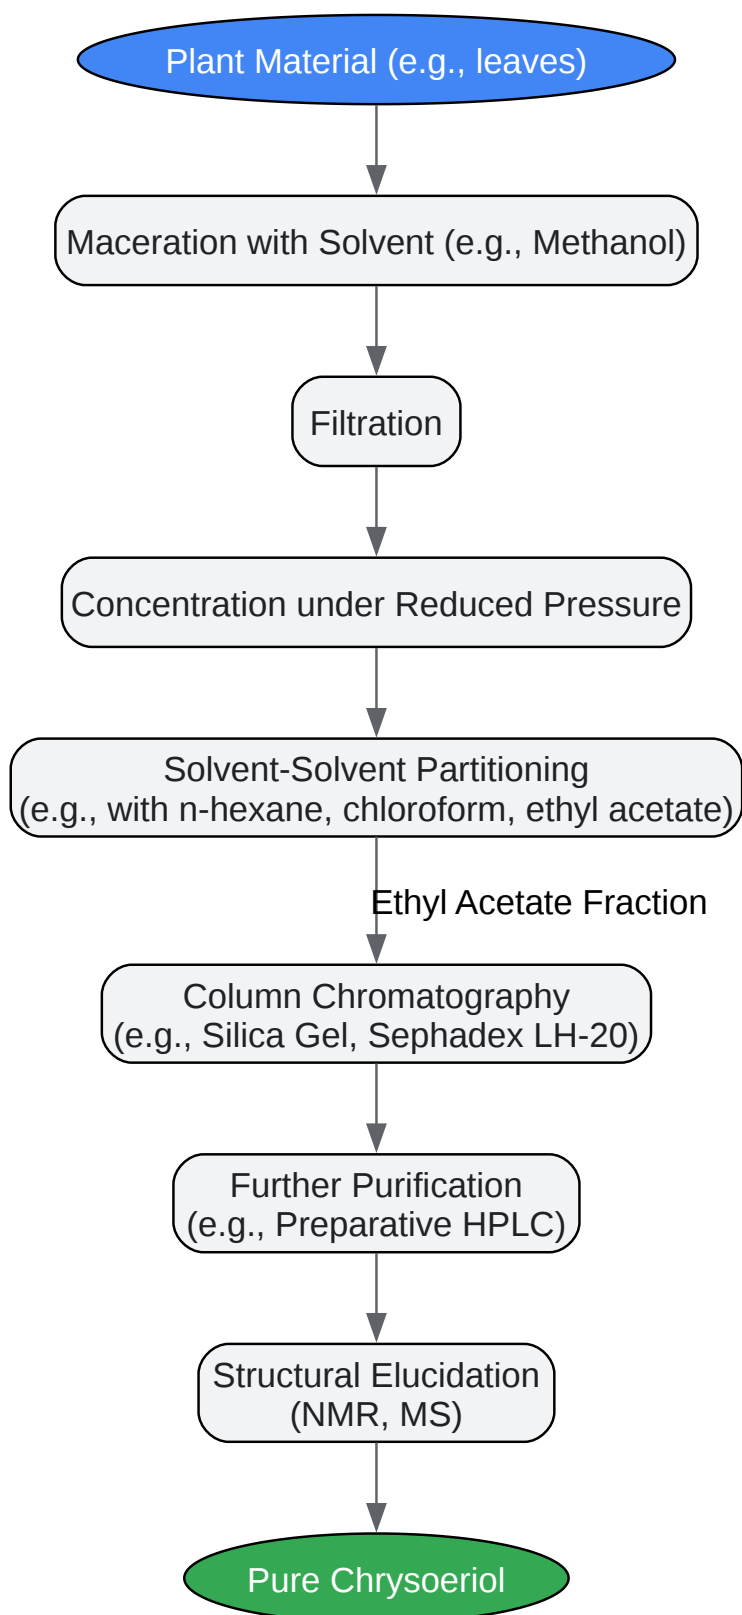 Plant Material (e.g., leaves)
Maceration with Solvent (e.g., Methanol)
Filtration
Concentration under Reduced Pressure
Solvent-Solvent Partitioning
(e.g., with n-hexane, chloroform, ethyl acetate)
Ethyl Acetate Fraction
Column Chromatography
(e.g., Silica Gel, Sephadex LH-20)
Further Purification
(e.g., Preparative HPLC)
Structural Elucidation
(NMR, MS)
Pure Chrysoeriol